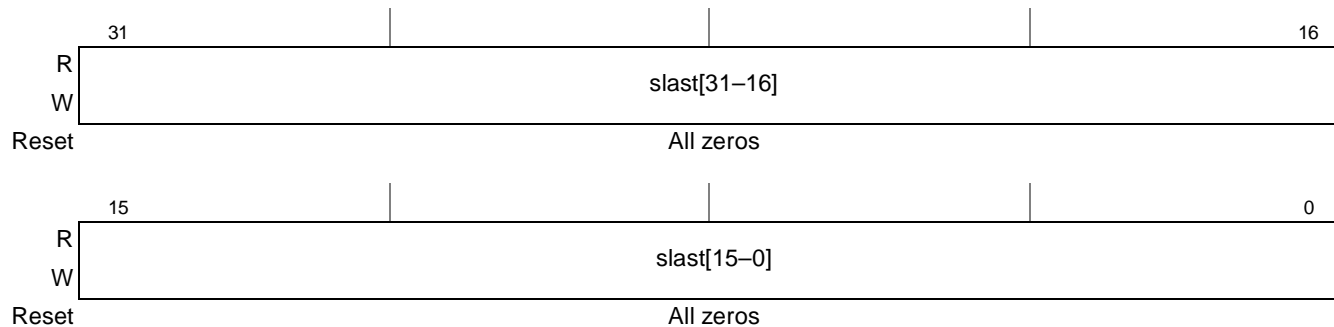 31 16
R
slast[31–16]
W
Reset All zeros
15 0
R
slast[15–0]
W
Reset All zeros